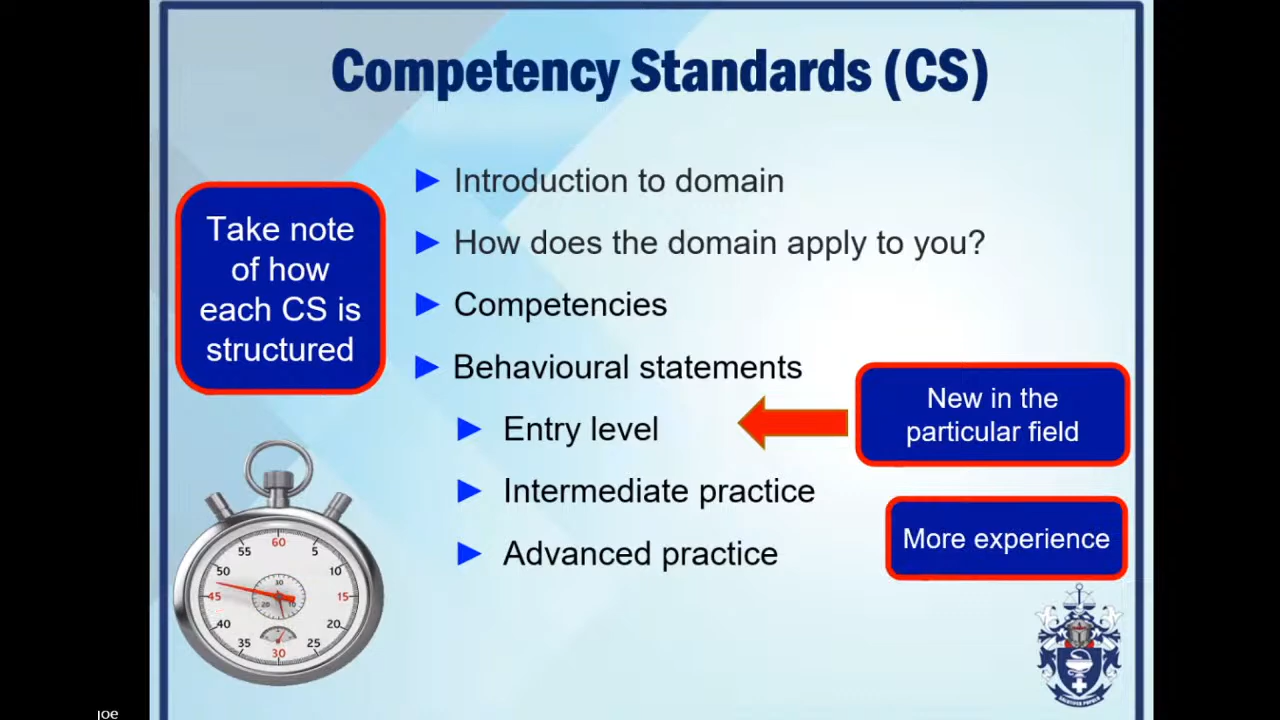 Competency Standards (CS)
Take note
of how
each CS is
structured
Introduction to domain
How does the domain apply to you?
Competencies
Behavioural statements
Entry level
Intermediate practice
Advanced practice
New in the
particular field
More experience
60
5
10
15
20
25
30
35
40
45
50
55
30
20
joe